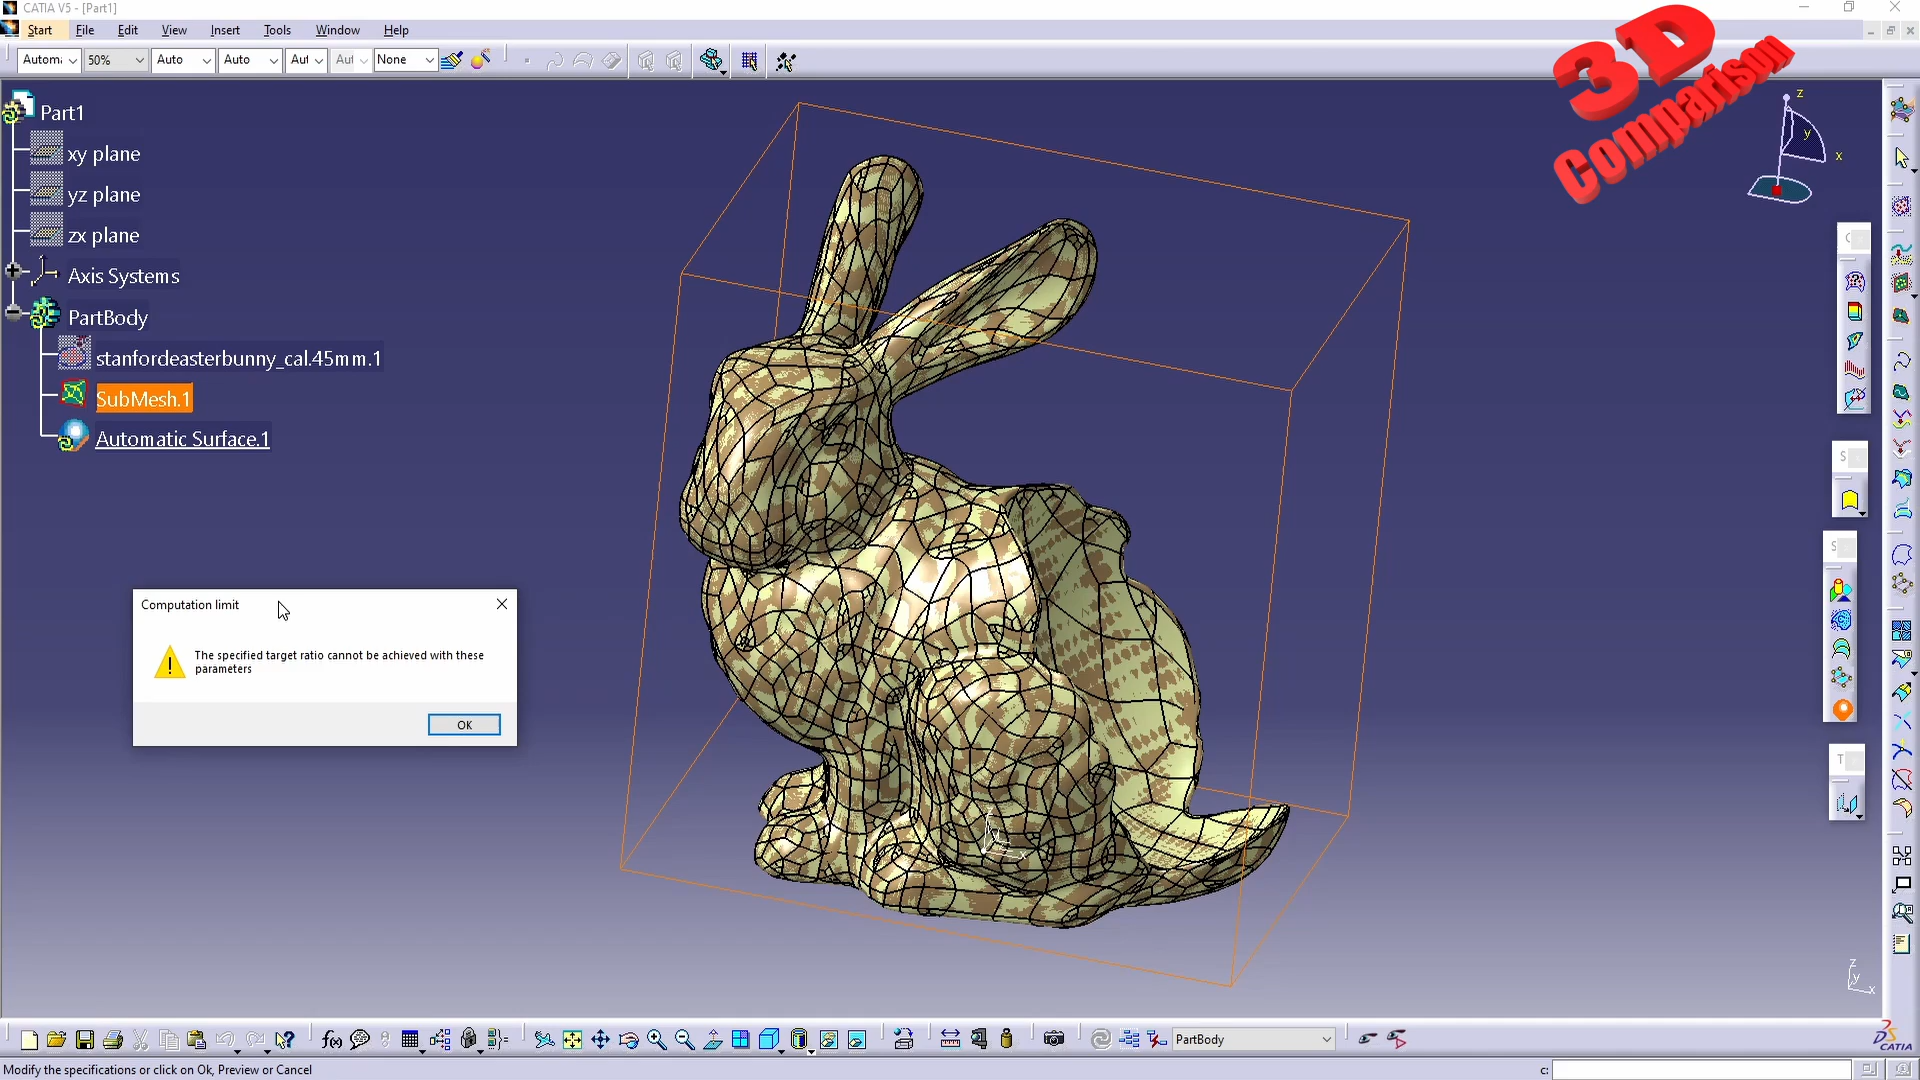 CATIA V5 - [Part1]
Start File Edit View Insert Tools Window Help
Autom: 50% Auto Auto Aut Aut None
3D
Comparison
z
y
x
Part1
xy plane
yz plane
zx plane
Axis Systems
PartBody
stanfordeasterbunny_cal.45mm.1
SubMesh.1
Automatic Surface.1
S
S
T
Computation limit
The specified target ratio cannot be achieved with these
parameters
OK
z
y
x
PartBody
CATIA
Modify the specifications or click on Ok, Preview or Cancel
c: